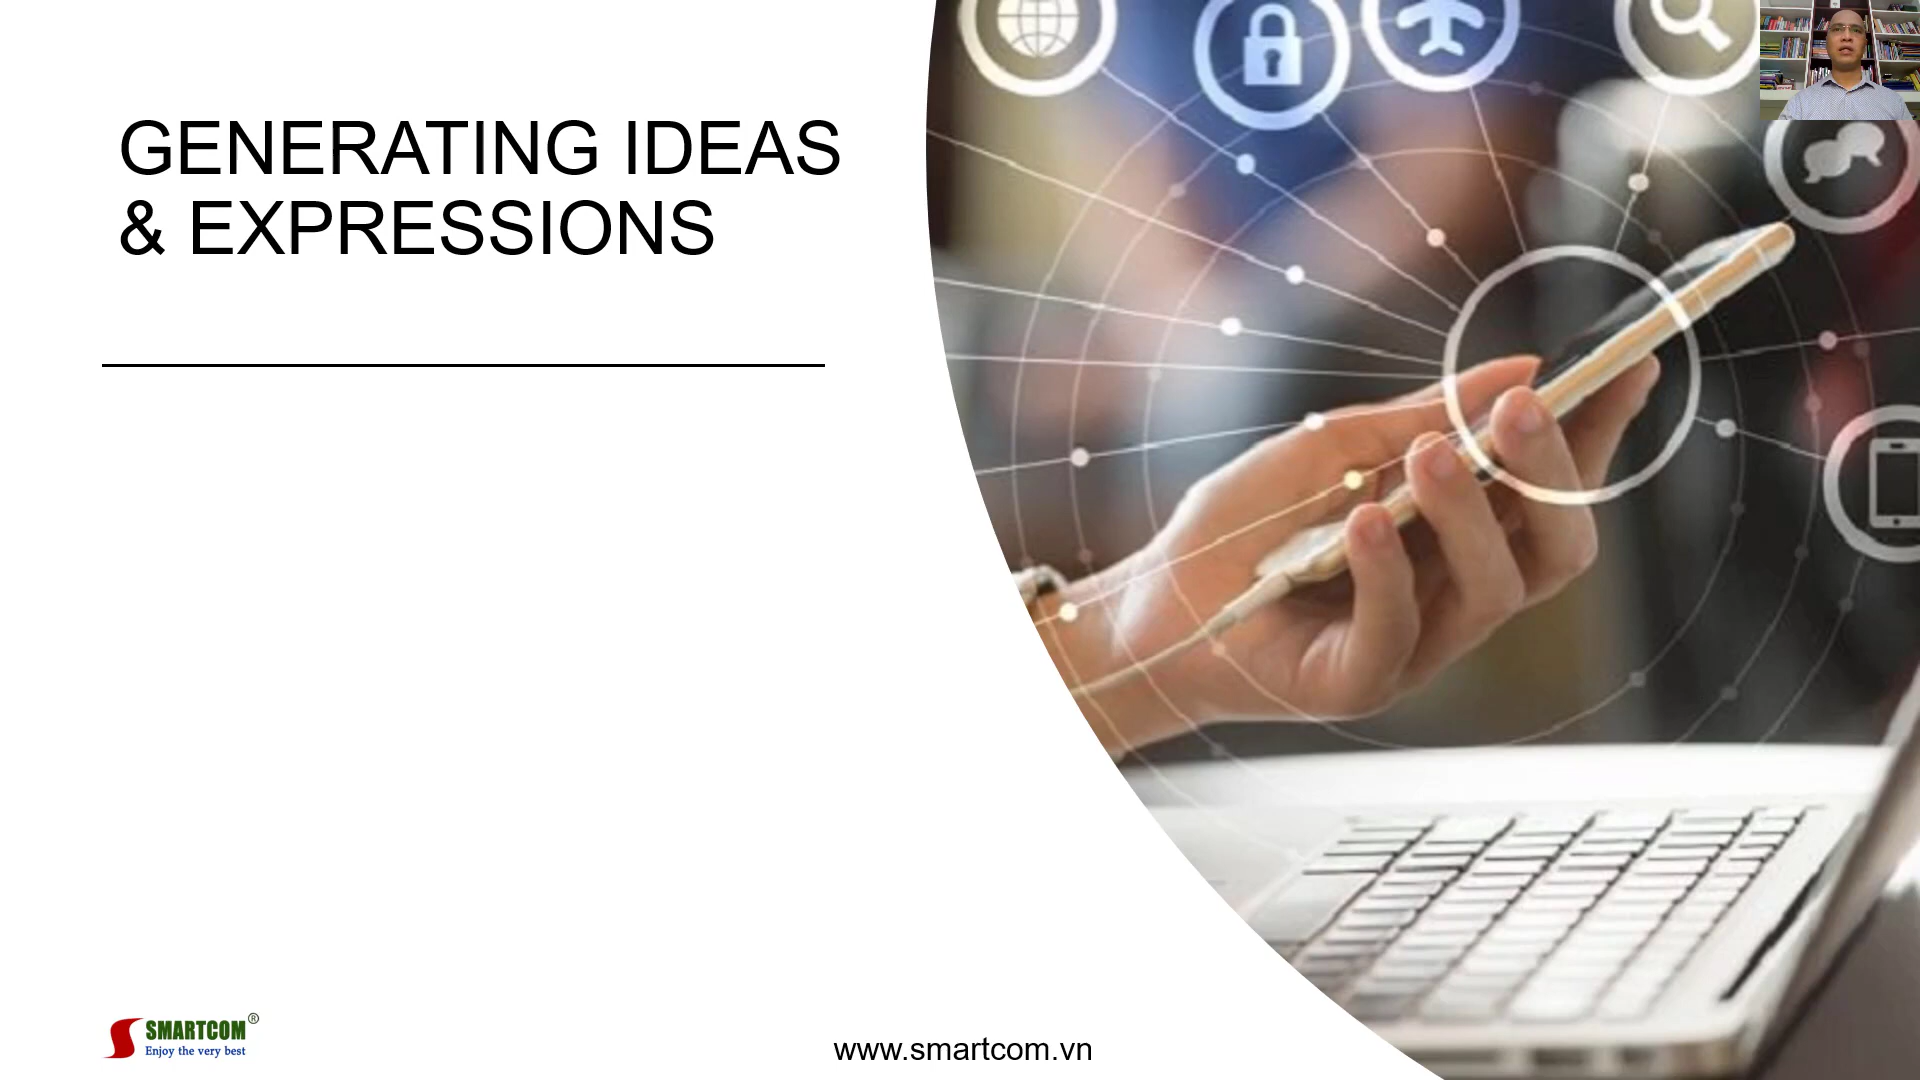 GENERATING IDEAS
& EXPRESSIONS
SMARTCOM®
Enjoy the very best
www.smartcom.vn